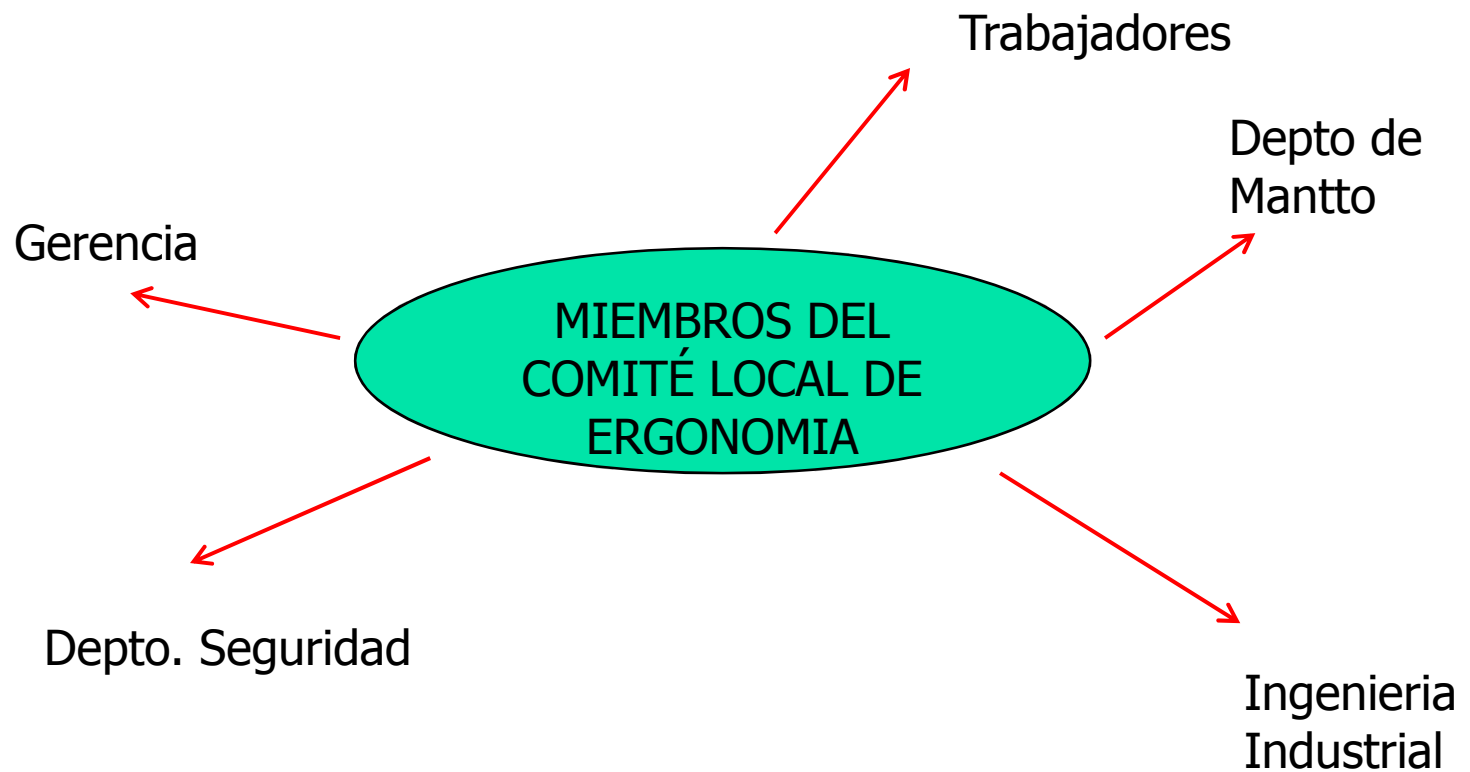 Trabajadores
Depto de
Mantto
Gerencia
MIEMBROS DEL
COMITÉ LOCAL DE
ERGONOMIA
Depto. Seguridad
Ingenieria
Industrial